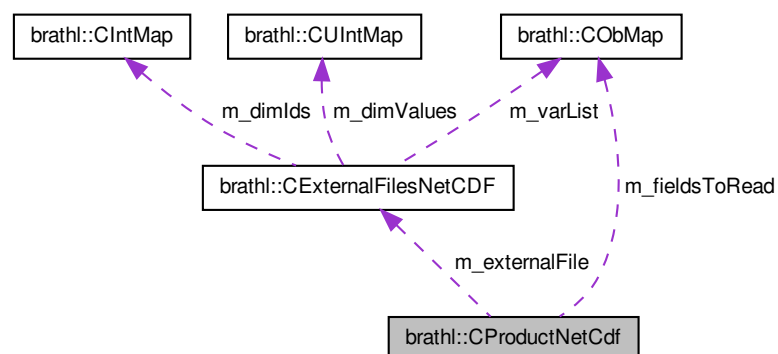 brathl::CIntMap
brathl::CUIntMap
brathl::CObMap
m_dimIds
m_dimValues
m_varList
brathl::CExternalFilesNetCDF
m_fieldsToRead
m_externalFile
brathl::CProductNetCdf